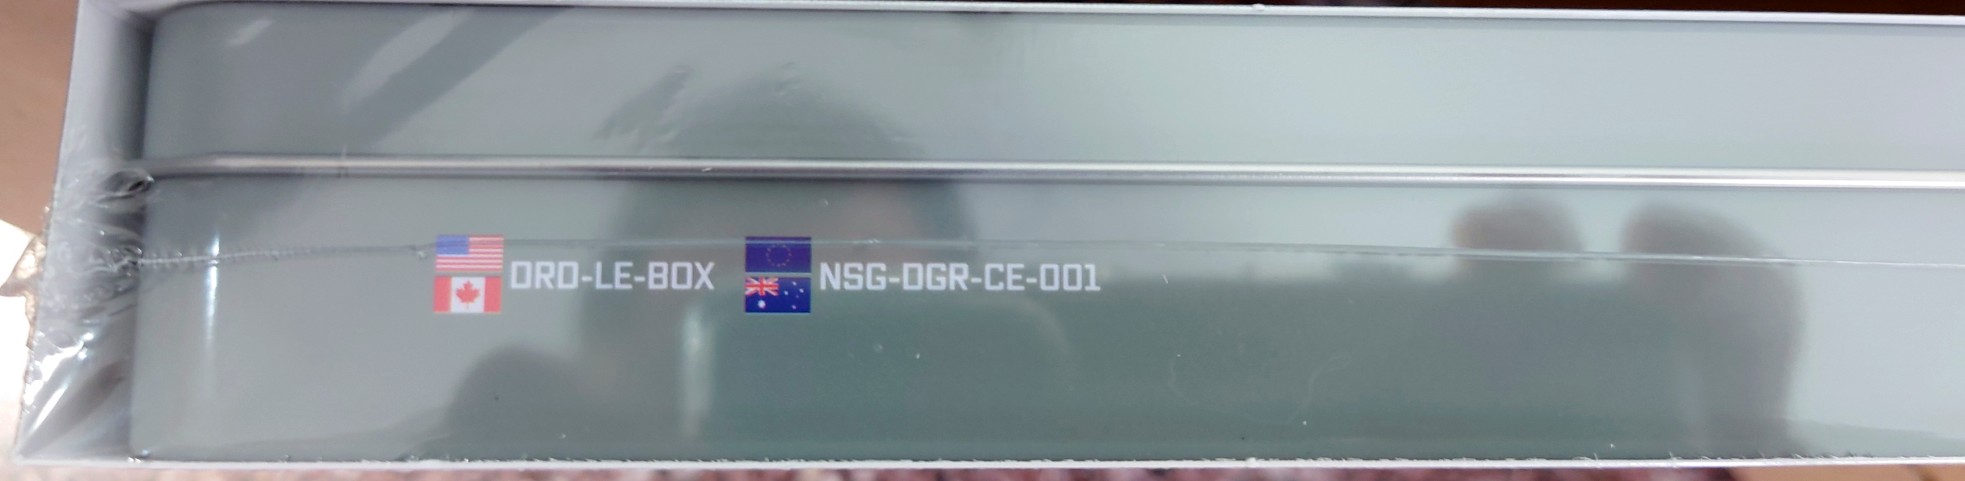 DRD-LE-BOX NSG-DGR-CE-001